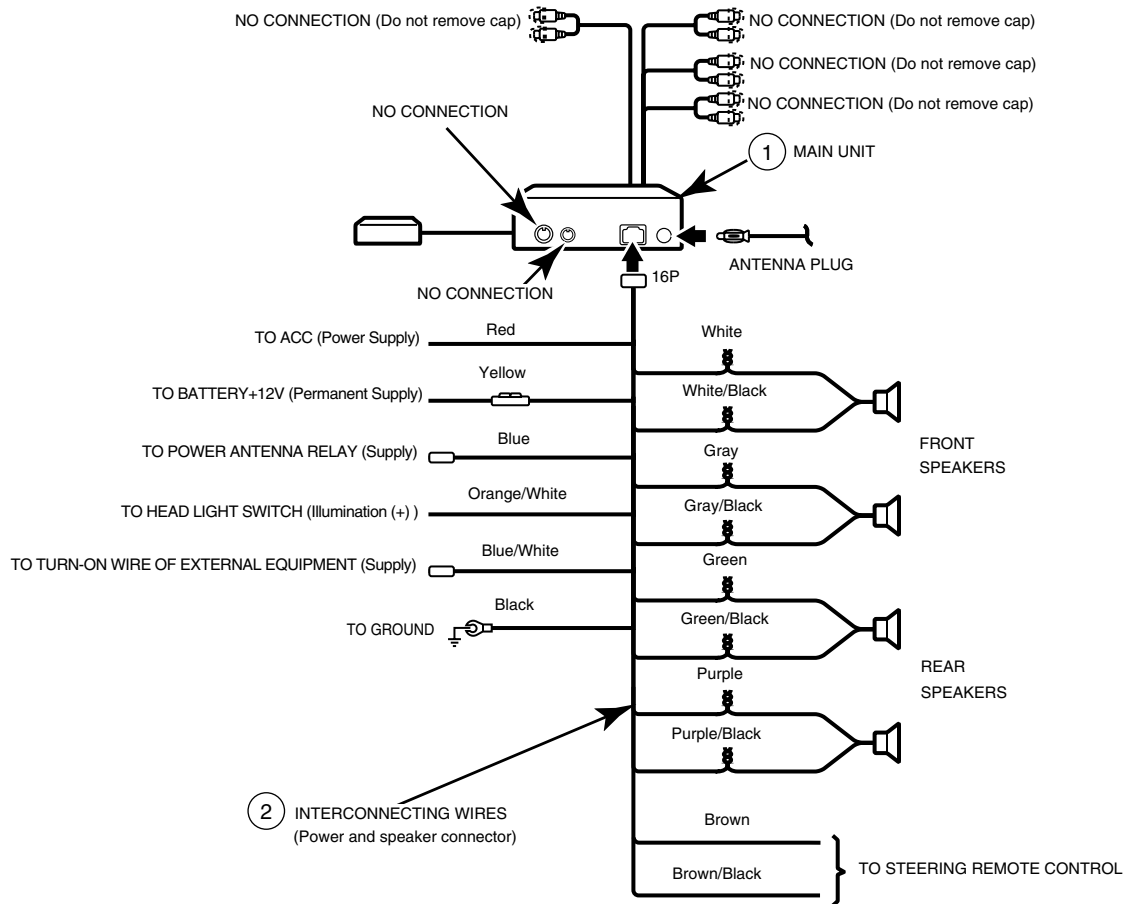 NO CONNECTION (Do not remove cap)
NO CONNECTION (Do not remove cap)
NO CONNECTION (Do not remove cap)
NO CONNECTION (Do not remove cap)
NO CONNECTION
1 MAIN UNIT
ANTENNA PLUG
NO CONNECTION
16P
TO ACC (Power Supply)
Red
TO BATTERY+12V (Permanent Supply)
Yellow
TO POWER ANTENNA RELAY (Supply)
Blue
TO HEAD LIGHT SWITCH (Illumination (+) )
Orange/White
TO TURN-ON WIRE OF EXTERNAL EQUIPMENT (Supply)
Blue/White
TO GROUND
Black
White
White/Black
FRONT
SPEAKERS
Gray
Gray/Black
Green
Green/Black
REAR
SPEAKERS
Purple
Purple/Black
2 INTERCONNECTING WIRES
(Power and speaker connector)
Brown
Brown/Black
TO STEERING REMOTE CONTROL